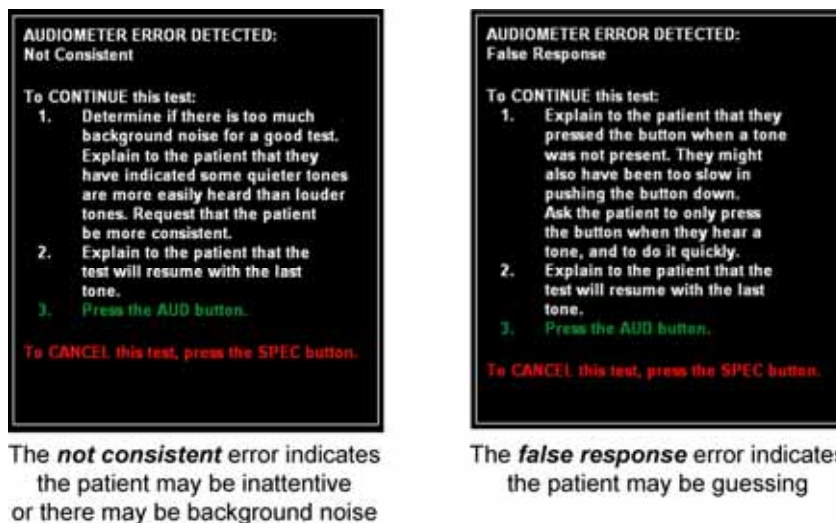 AUDIOMETER ERROR DETECTED:
Not Consistent
To CONTINUE this test:
1. Determine if there is too much
background noise for a good test.
Explain to the patient that they
have indicated some quieter tones
are more easily heard than louder
tones. Request that the patient
be more consistent.
2. Explain to the patient that the
test will resume with the last
tone.
3. Press the AUD button.
To CANCEL this test, press the SPEC button.
The not consistent error indicates
the patient may be inattentive
or there may be background noise
AUDIOMETER ERROR DETECTED:
False Response
To CONTINUE this test:
1. Explain to the patient that they
pressed the button when a tone
was not present. They might
also have been too slow in
pushing the button down.
Ask the patient to only press
the button when they hear a
tone, and to do it quickly.
2. Explain to the patient that the
test will resume with the last
tone.
3. Press the AUD button.
To CANCEL this test, press the SPEC button.
The false response error indicates
the patient may be guessing